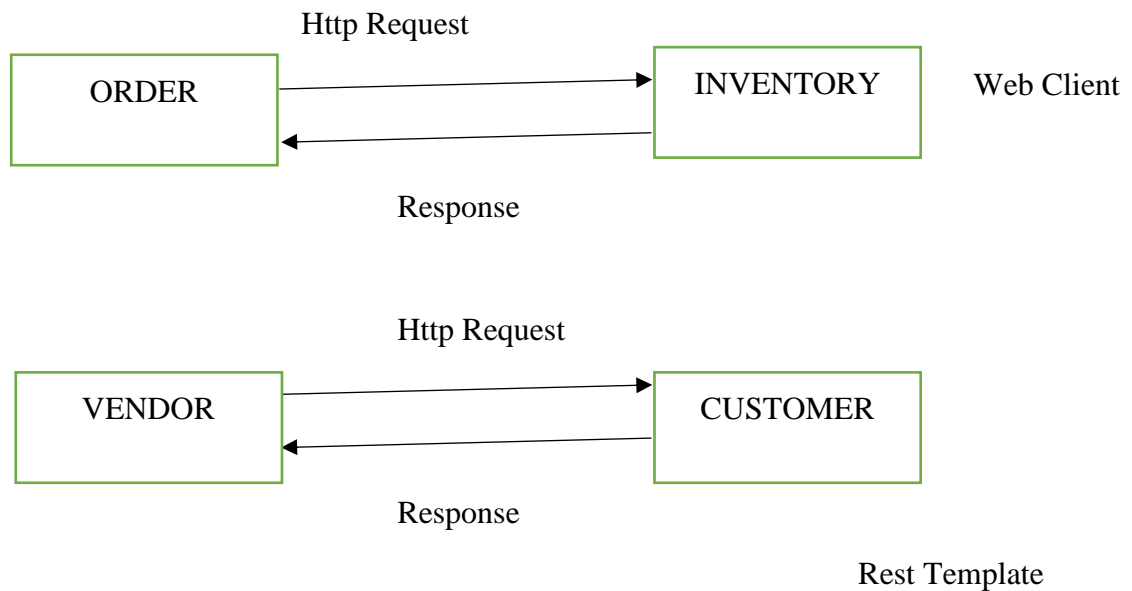 Http Request
ORDER
INVENTORY
Web Client
Response
Http Request
VENDOR
CUSTOMER
Response
Rest Template